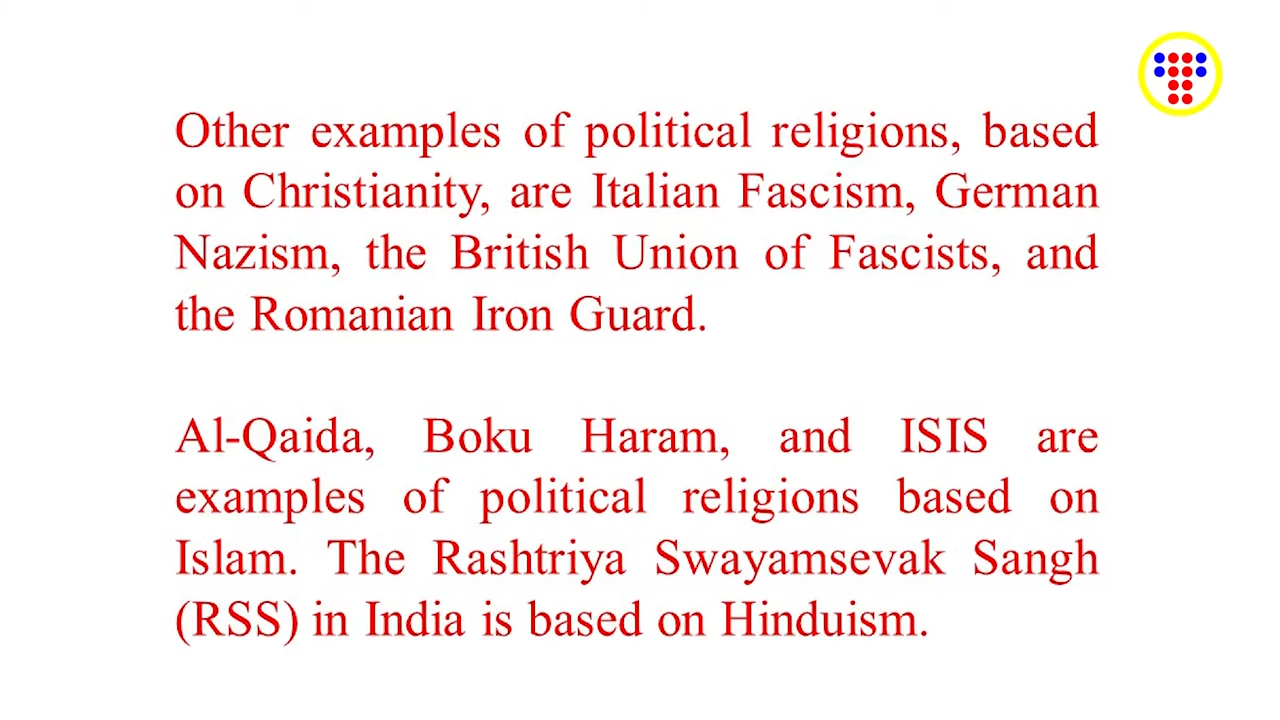 Other examples of political religions, based
on Christianity, are Italian Fascism, German
Nazism, the British Union of Fascists, and
the Romanian Iron Guard.
Al-Qaida, Boku Haram, and ISIS are
examples of political religions based on
Islam. The Rashtriya Swayamsevak Sangh
(RSS) in India is based on Hinduism.